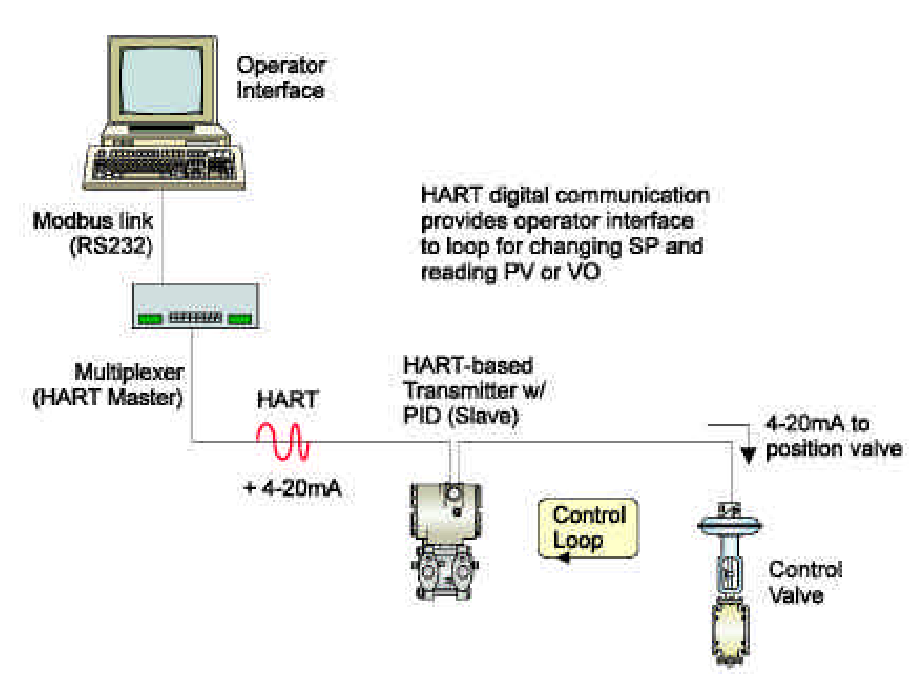 Operator
Interface
Modbus link
(RS232)
HART digital communication
provides operator interface
to loop for changing SP and
reading PV or VO
Multiplexer
(HART Master)
HART
+ 4-20mA
HART-based
Transmitter w/
PID (Slave)
4-20mA to
position valve
Control
Loop
Control
Valve